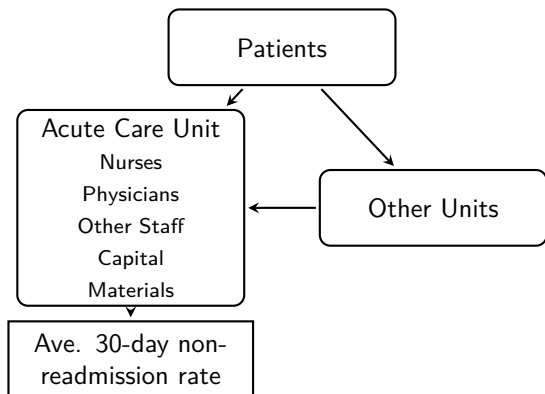 Patients
Acute Care Unit
Nurses
Physicians
Other Staff
Capital
Materials
Other Units
Ave. 30-day non-
readmission rate